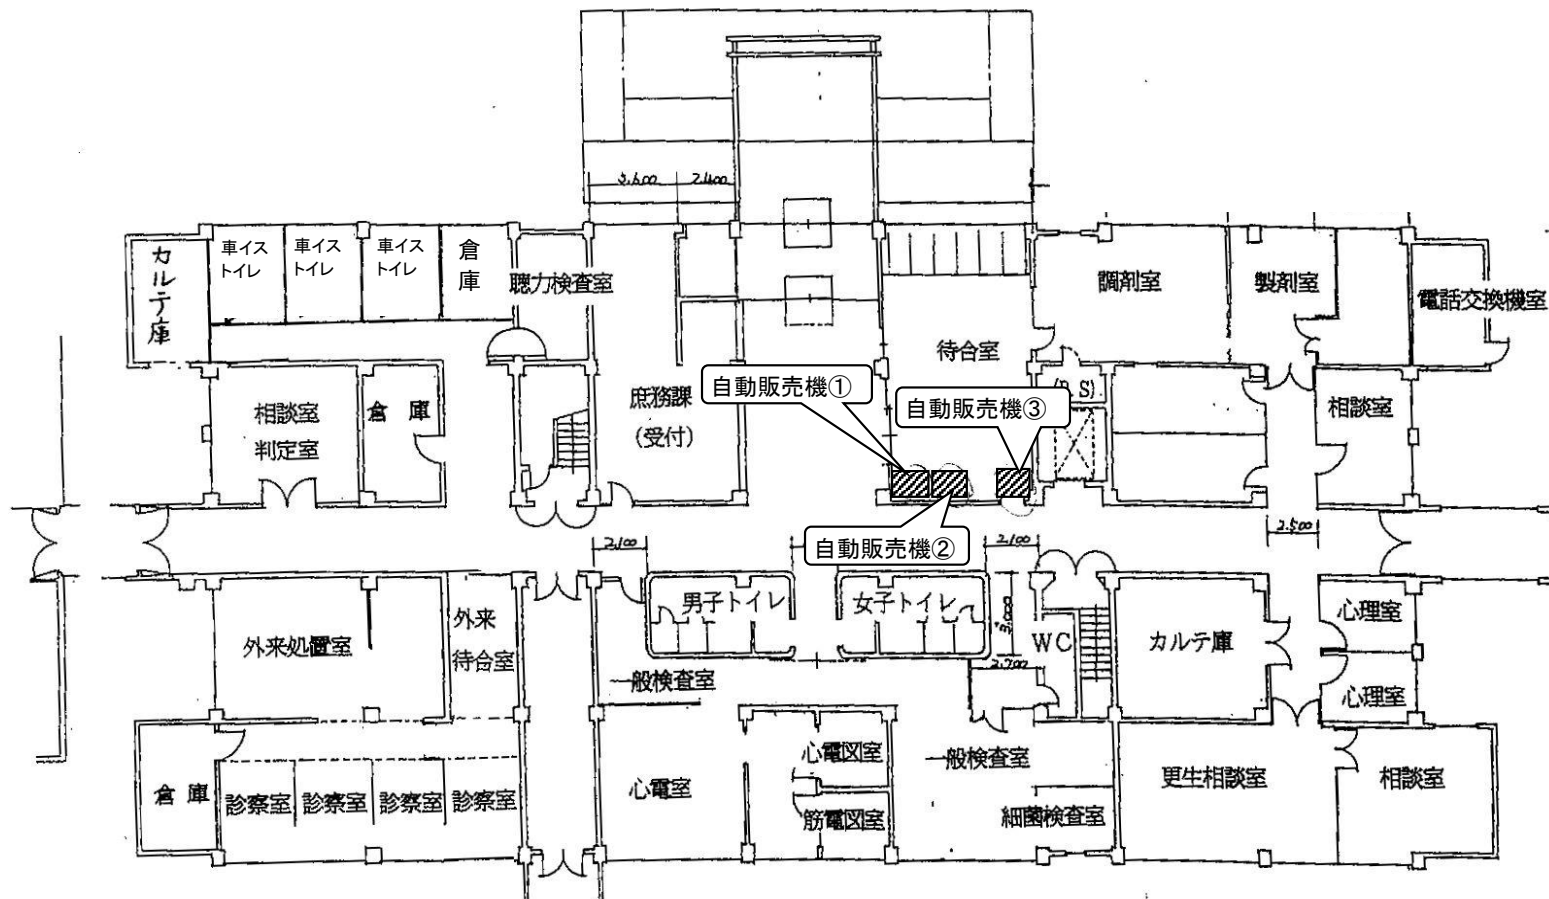 3.600
2.400
車イス
トイレ
車イス
トイレ
車イス
トイレ
倉
庫
カルテ庫
聴力検査室
調剤室
製剤室
電話交換機室
待合室
自動販売機①
自動販売機③
相談室
判定室
倉 庫
庶務課
(受付)
相談室
2.100
自動販売機②
2.100
2.500
男子トイレ
女子トイレ
3.000
外来処置室
外来
待合室
一般検査室
2.700
WC
カルテ庫
心理室
心理室
倉 庫
診察室
診察室
診察室
診察室
心電室
心電図室
筋電図室
一般検査室
細菌検査室
更生相談室
相談室